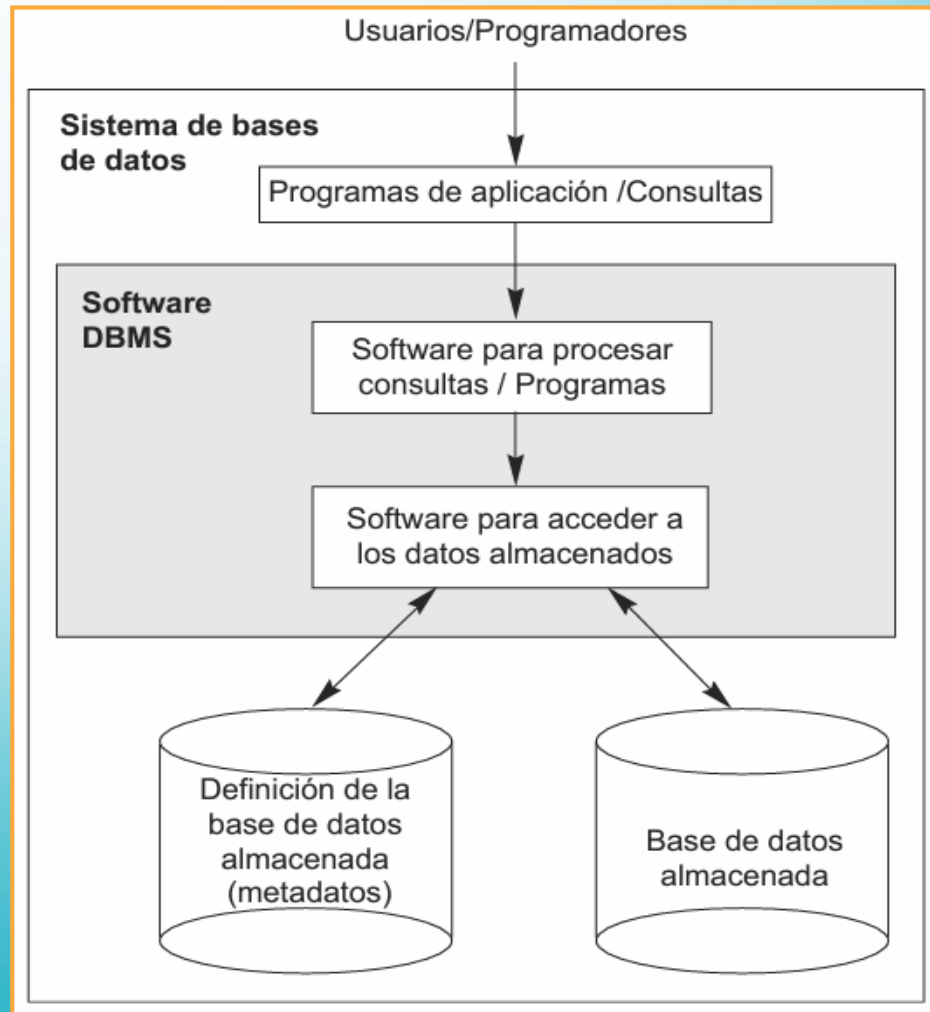 Usuarios/Programadores
Sistema de bases
de datos
Programas de aplicación /Consultas
Software
DBMS
Software para procesar
consultas / Programas
Software para acceder a
los datos almacenados
Definición de la
base de datos
almacenada
(metadatos)
Base de datos
almacenada